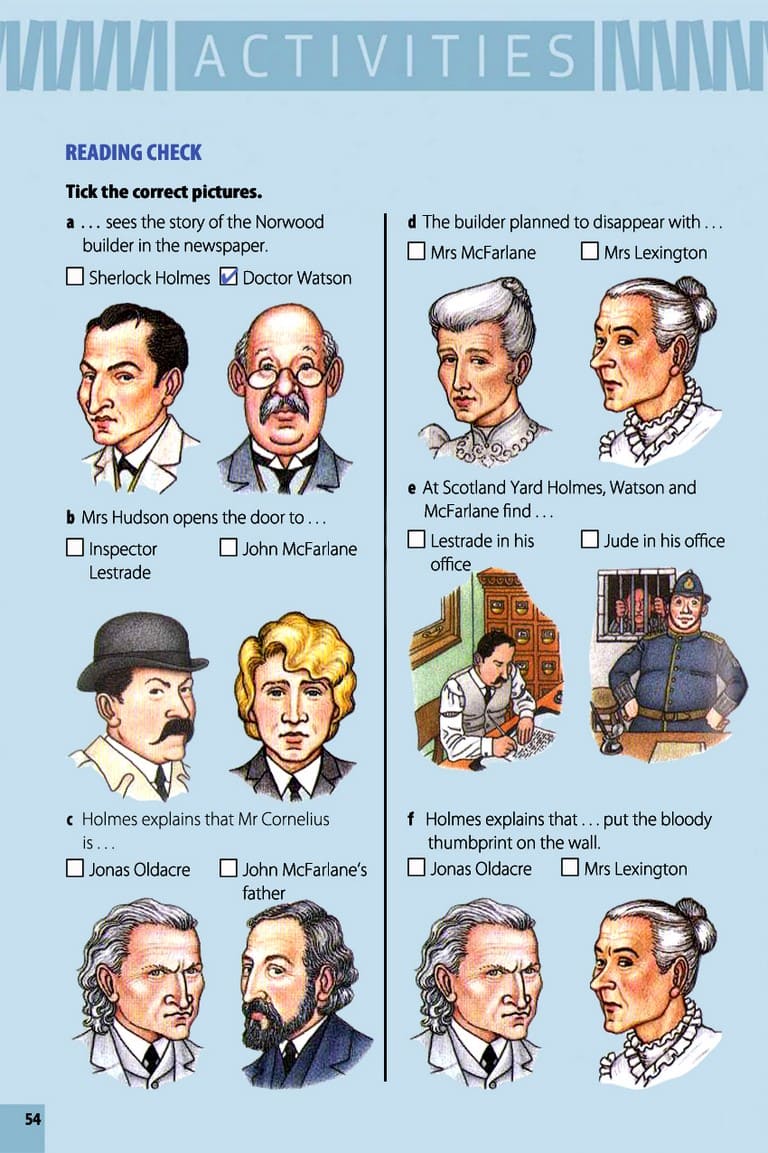 ACTIVITIES
READING CHECK
Tick the correct pictures.
a ... sees the story of the Norwood
builder in the newspaper.
Sherlock Holmes
Doctor Watson
b Mrs Hudson opens the door to ...
Inspector
Lestrade
John McFarlane
c Holmes explains that Mr Cornelius
is ...
Jonas Oldacre
John McFarlane's
father
d The builder planned to disappear with ...
Mrs McFarlane
Mrs Lexington
e At Scotland Yard Holmes, Watson and
McFarlane find ...
Lestrade in his
office
Jude in his office
f Holmes explains that ... put the bloody
thumbprint on the wall.
Jonas Oldacre
Mrs Lexington
54